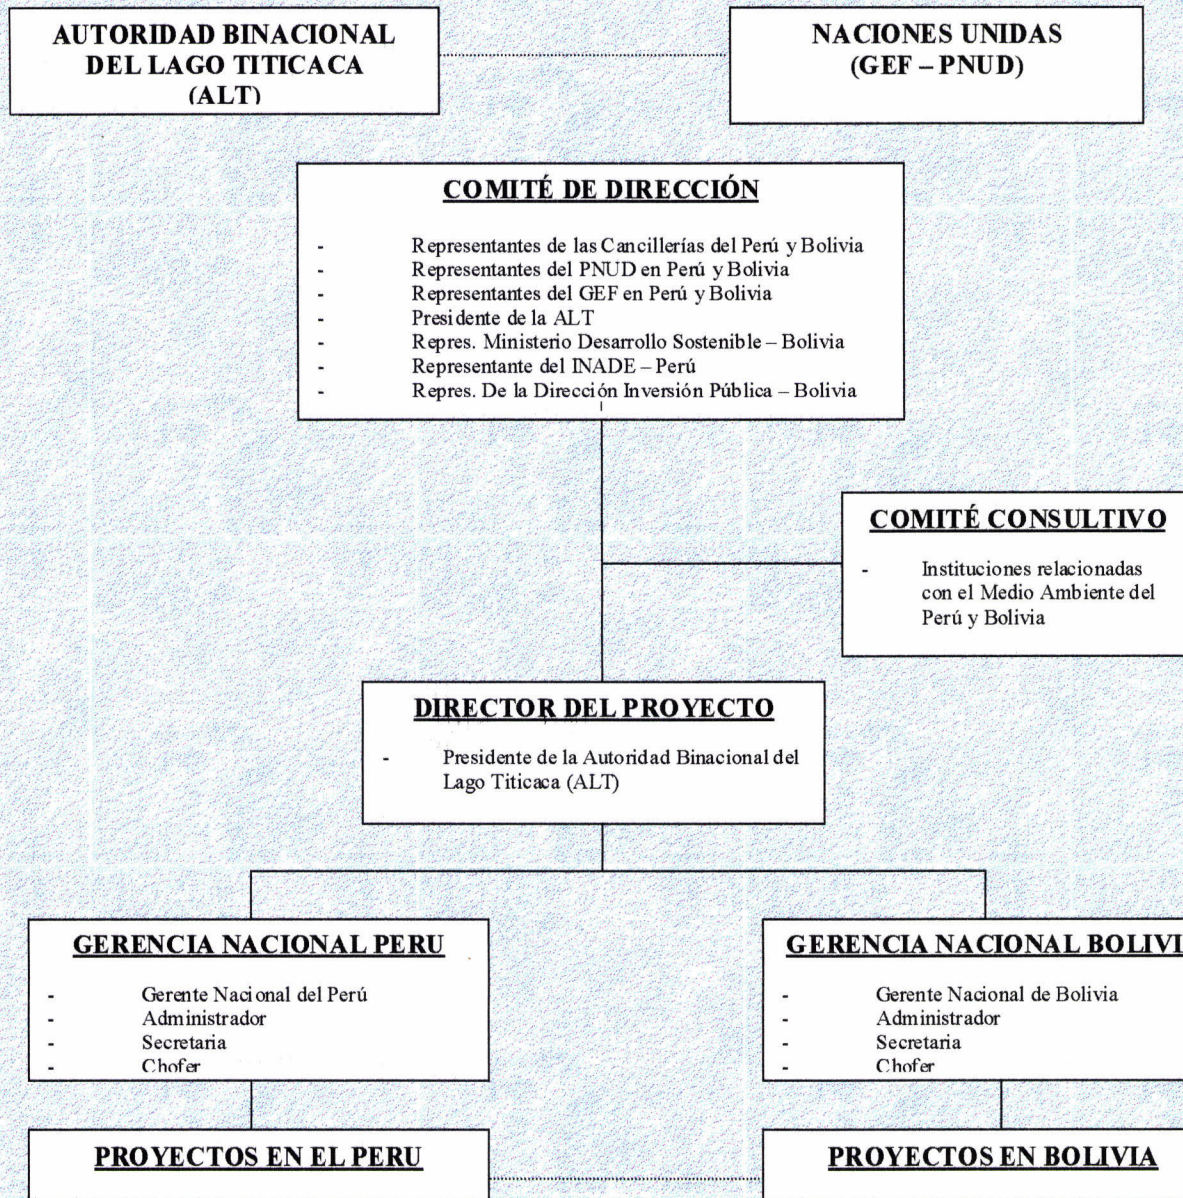 AUTORIDAD BINACIONAL
DEL LAGO TITICACA
(ALT)
NACIONES UNIDAS
(GEF – PNUD)
COMITÉ DE DIRECCIÓN
- Representantes de las Cancillerías del Perú y Bolivia
- Representantes del PNUD en Perú y Bolivia
- Representantes del GEF en Perú y Bolivia
- Presidente de la ALT
- Repres. Ministerio Desarrollo Sostenible – Bolivia
- Representante del INADE – Perú
- Repres. De la Dirección Inversión Pública – Bolivia
COMITÉ CONSULTIVO
- Instituciones relacionadas
con el Medio Ambiente del
Perú y Bolivia
DIRECTOR DEL PROYECTO
- Presidente de la Autoridad Binacional del
Lago Titicaca (ALT)
GERENCIA NACIONAL PERU
- Gerente Nacional del Perú
- Administrador
- Secretaria
- Chofer
GERENCIA NACIONAL BOLIVI
- Gerente Nacional de Bolivia
- Administrador
- Secretaria
- Chofer
PROYECTOS EN EL PERU
PROYECTOS EN BOLIVIA